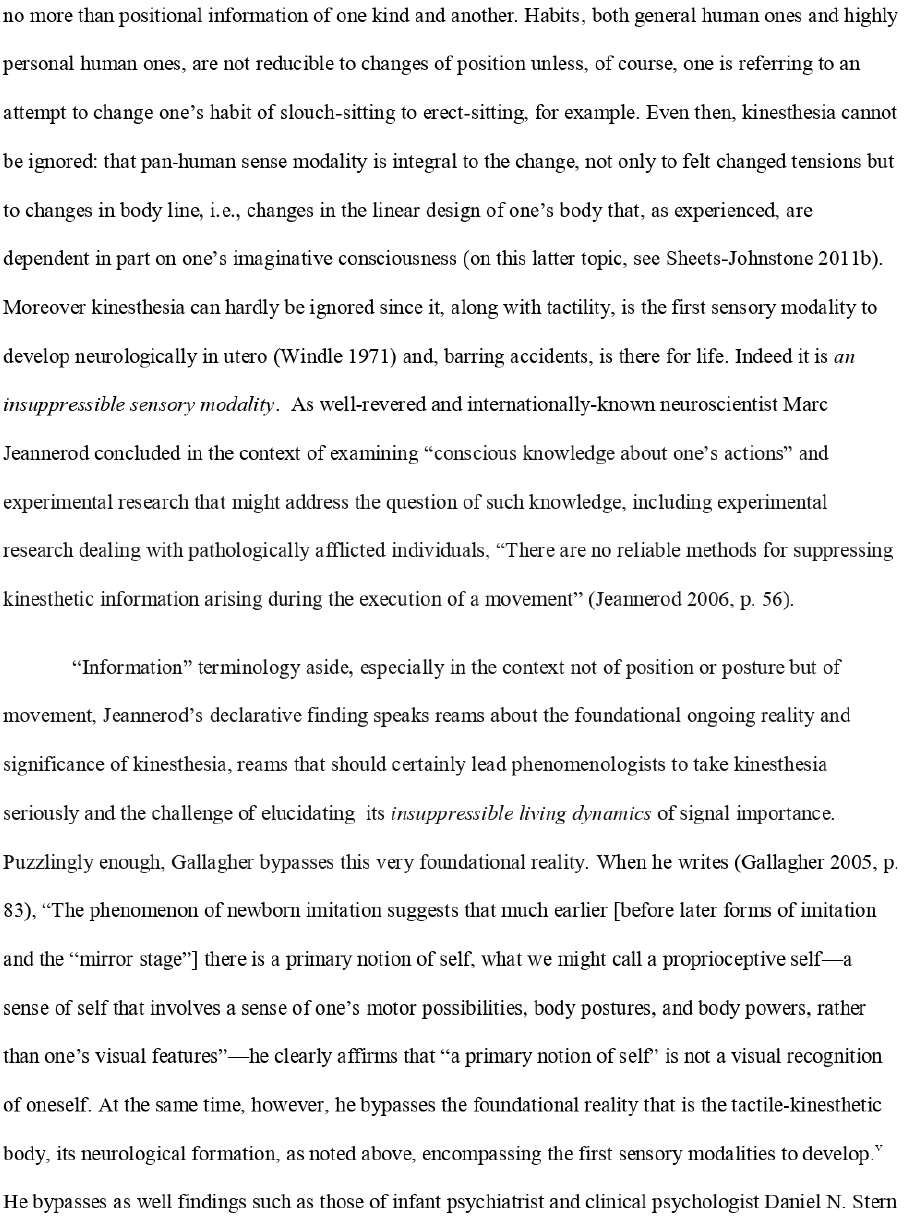 no more than positional information of one kind and another. Habits, both general human ones and highly
personal human ones, are not reducible to changes of position unless, of course, one is referring to an
attempt to change one’s habit of slouch-sitting to erect-sitting, for example. Even then, kinesthesia cannot
be ignored: that pan-human sense modality is integral to the change, not only to felt changed tensions but
to changes in body line, i.e., changes in the linear design of one’s body that, as experienced, are
dependent in part on one’s imaginative consciousness (on this latter topic, see Sheets-Johnstone 2011b).
Moreover kinesthesia can hardly be ignored since it, along with tactility, is the first sensory modality to
develop neurologically in utero (Windle 1971) and, barring accidents, is there for life. Indeed it is an
insuppressible sensory modality.  As well-revered and internationally-known neuroscientist Marc
Jeannerod concluded in the context of examining “conscious knowledge about one’s actions” and
experimental research that might address the question of such knowledge, including experimental
research dealing with pathologically afflicted individuals, “There are no reliable methods for suppressing
kinesthetic information arising during the execution of a movement” (Jeannerod 2006, p. 56).
“Information” terminology aside, especially in the context not of position or posture but of
movement, Jeannerod’s declarative finding speaks reams about the foundational ongoing reality and
significance of kinesthesia, reams that should certainly lead phenomenologists to take kinesthesia
seriously and the challenge of elucidating  its insuppressible living dynamics of signal importance.
Puzzlingly enough, Gallagher bypasses this very foundational reality. When he writes (Gallagher 2005, p.
83), “The phenomenon of newborn imitation suggests that much earlier [before later forms of imitation
and the “mirror stage”] there is a primary notion of self, what we might call a proprioceptive self—a
sense of self that involves a sense of one’s motor possibilities, body postures, and body powers, rather
than one’s visual features”—he clearly affirms that “a primary notion of self” is not a visual recognition
of oneself. At the same time, however, he bypasses the foundational reality that is the tactile-kinesthetic
body, its neurological formation, as noted above, encompassing the first sensory modalities to develop.v
He bypasses as well findings such as those of infant psychiatrist and clinical psychologist Daniel N. Stern